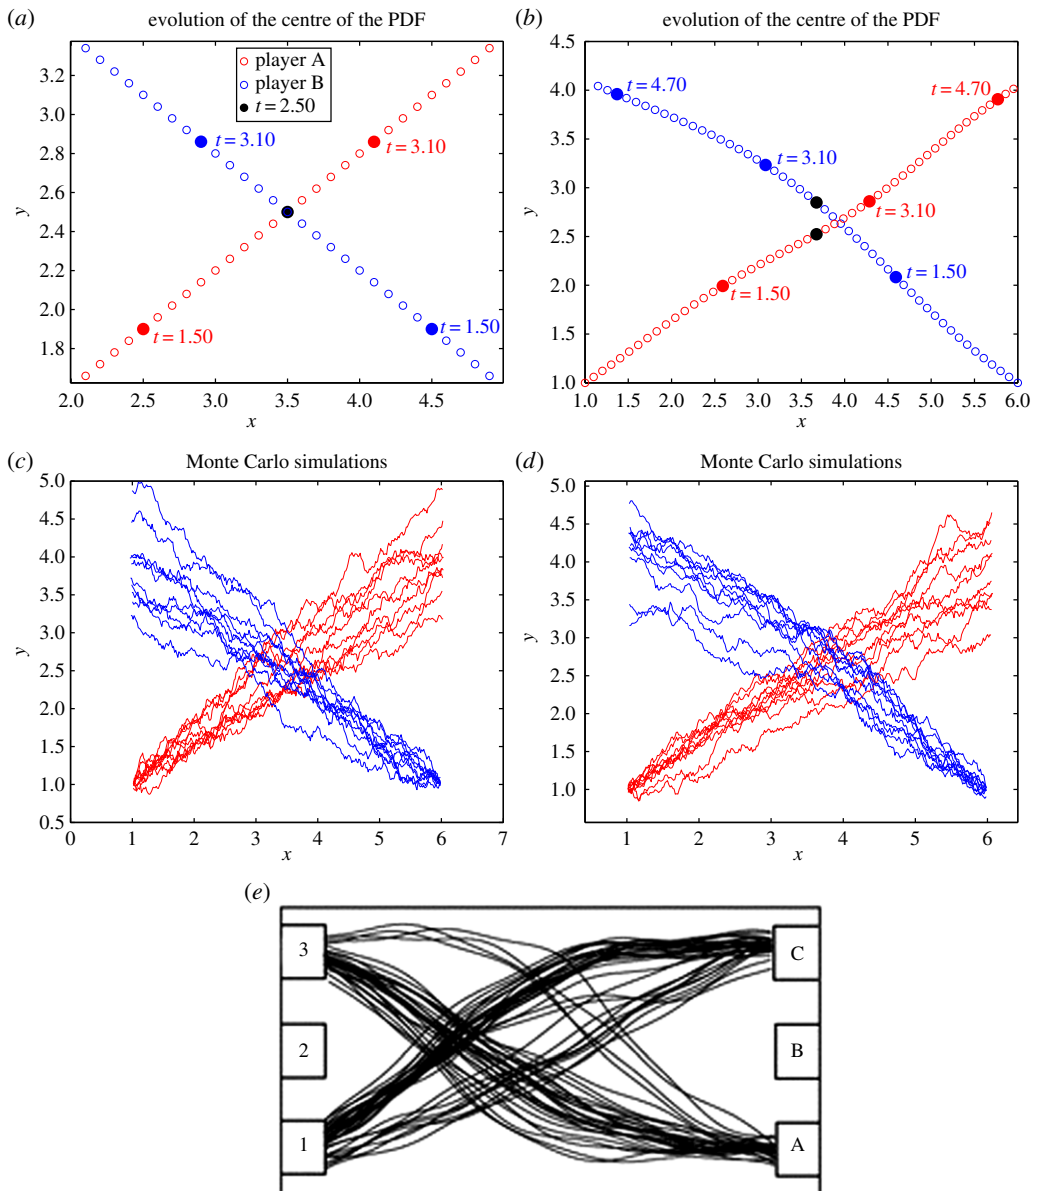 (a) evolution of the centre of the PDF
3.2
3.0
2.8
2.6
2.4
2.2
2.0
1.8
y
player A
player B
t = 2.50
t = 3.10
t = 3.10
t = 1.50
t = 1.50
2.0 2.5 3.0 3.5 4.0 4.5
x
(b) evolution of the centre of the PDF
4.5
4.0
3.5
3.0
2.5
2.0
1.5
1.0
y
t = 4.70
t = 4.70
t = 3.10
t = 3.10
t = 1.50
t = 1.50
1.0 1.5 2.0 2.5 3.0 3.5 4.0 4.5 5.0 5.5 6.0
x
(c) Monte Carlo simulations
5.0
4.5
4.0
3.5
3.0
2.5
2.0
1.5
1.0
0.5
y
0 1 2 3 4 5 6 7
x
(d) Monte Carlo simulations
5.0
4.5
4.0
3.5
3.0
2.5
2.0
1.5
1.0
y
1 2 3 4 5 6
x
(e)
3 C
2 B
1 A